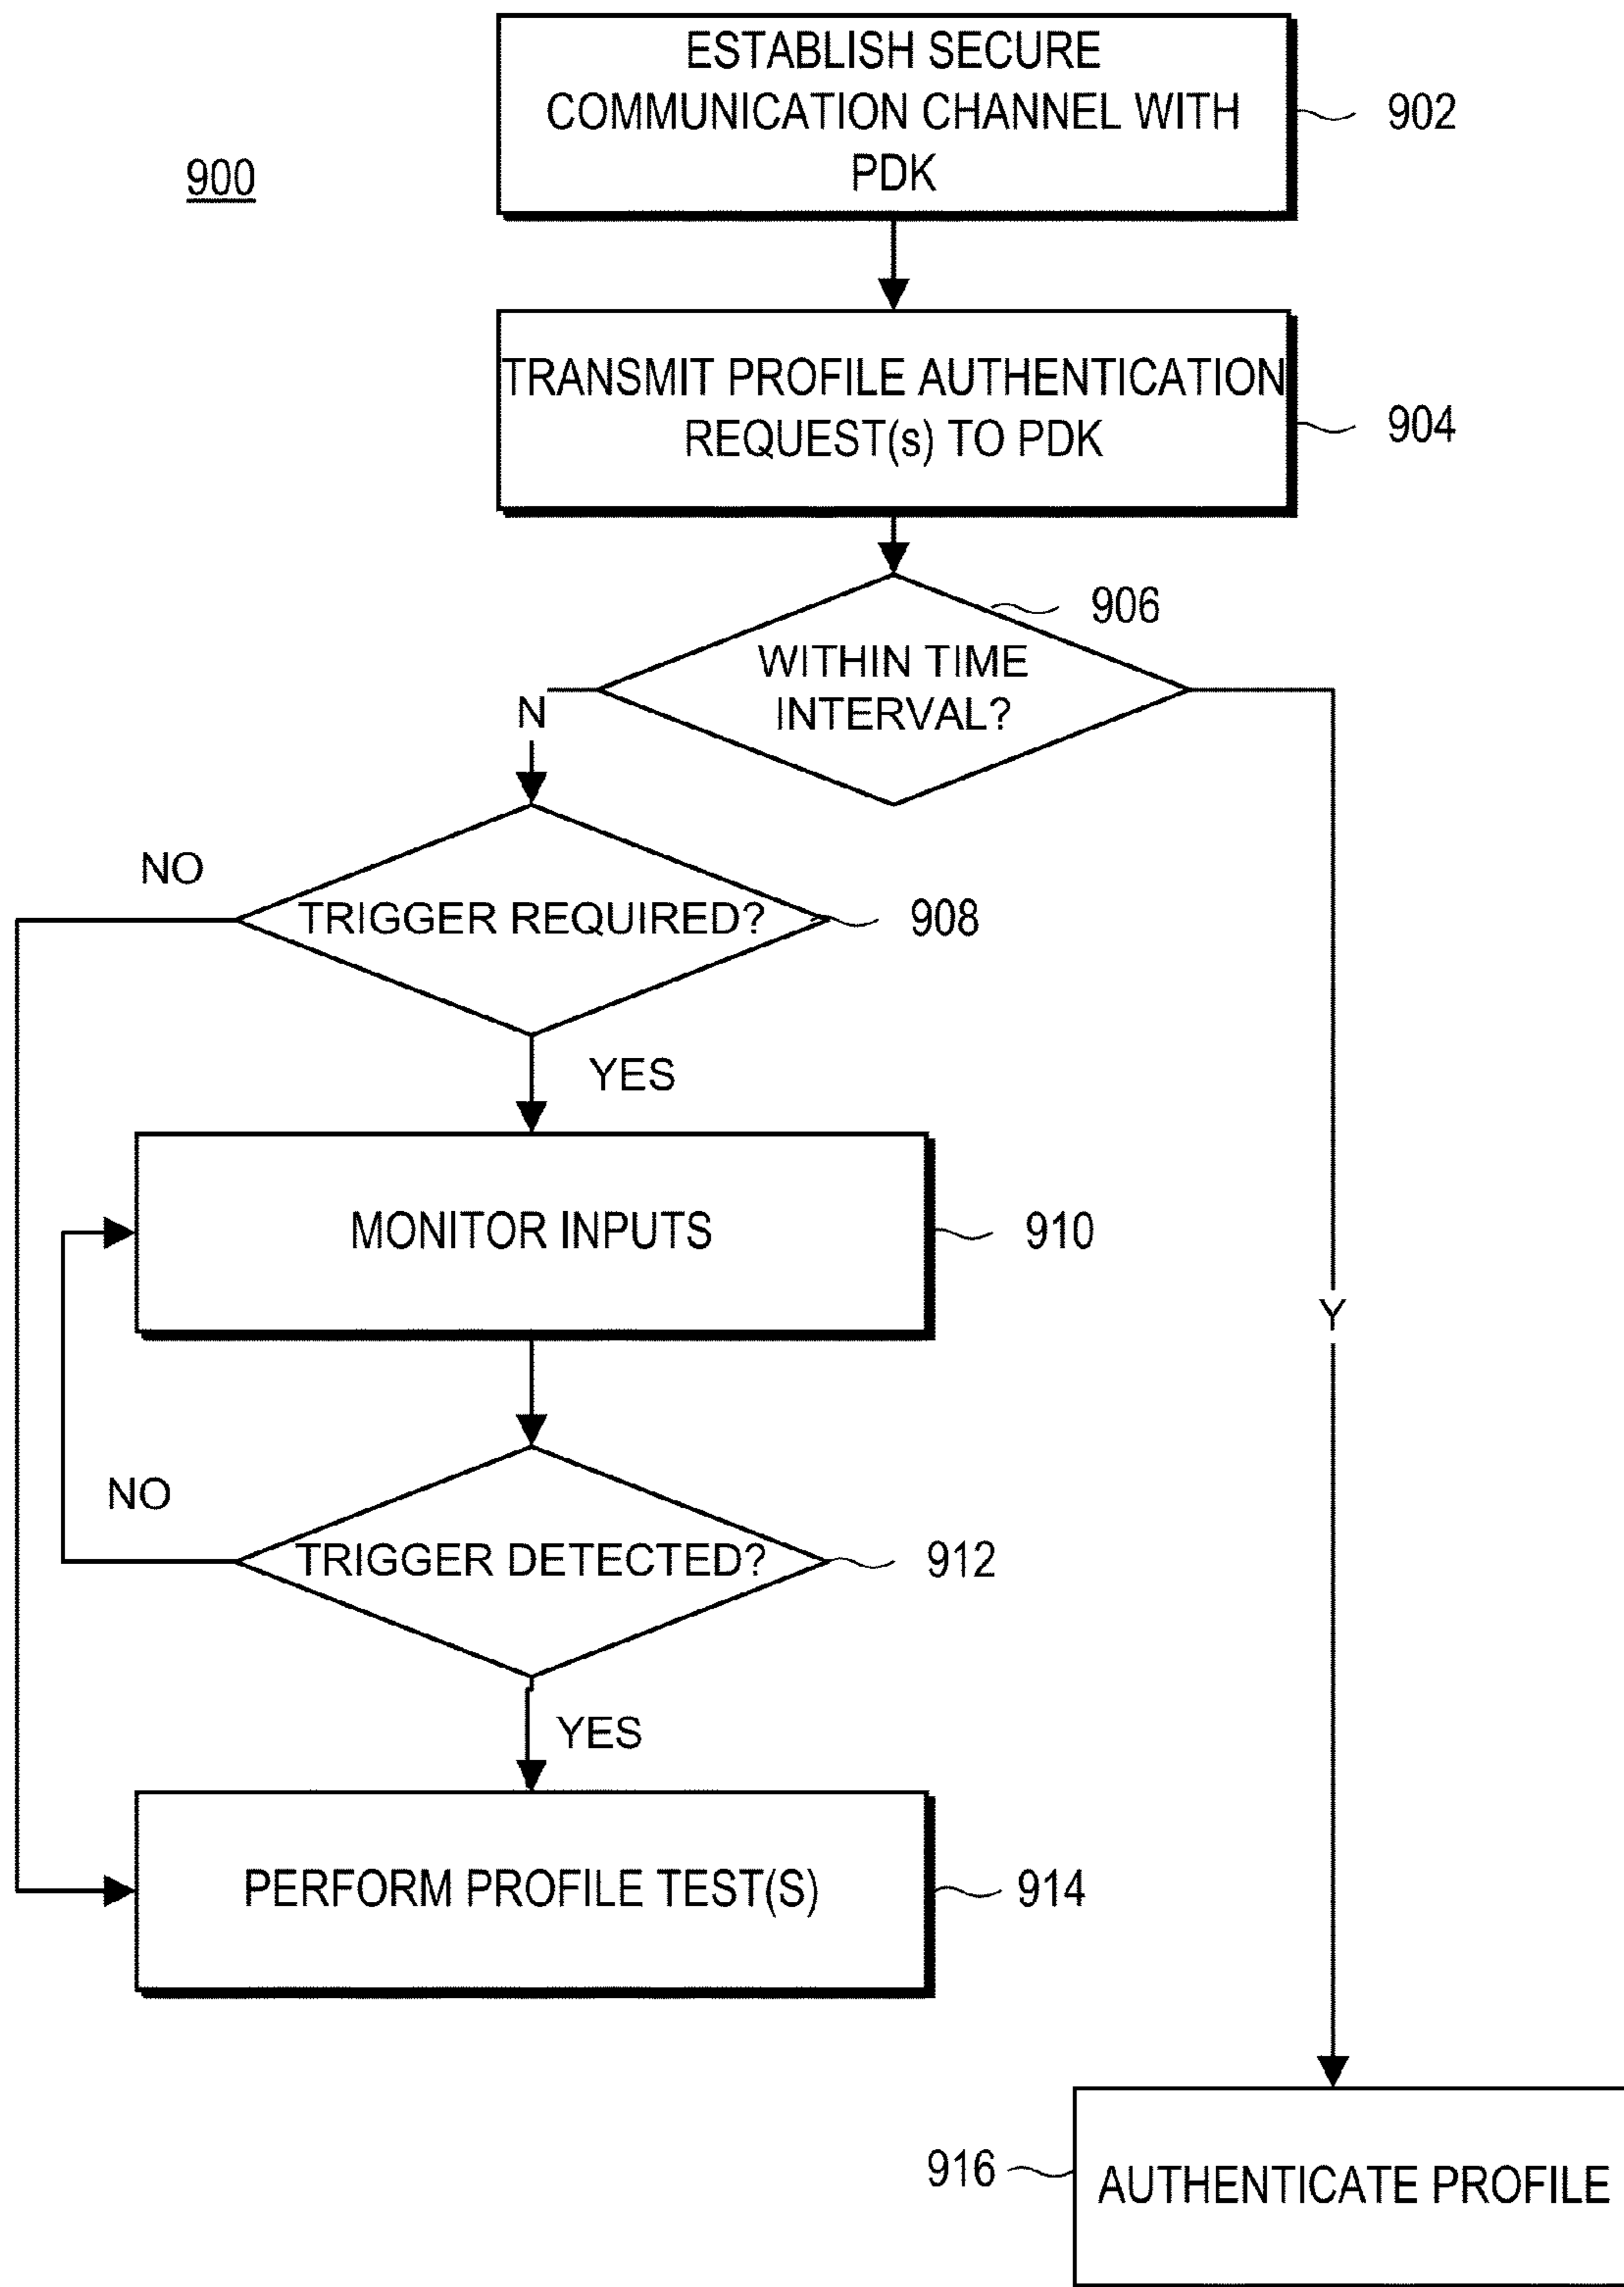 ESTABLISH SECURE
COMMUNICATION CHANNEL WITH
PDK
902
900
TRANSMIT PROFILE AUTHENTICATION
REQUEST(s) TO PDK
904
906
WITHIN TIME
INTERVAL?
N
NO
TRIGGER REQUIRED?
908
YES
MONITOR INPUTS
910
Y
NO
TRIGGER DETECTED?
912
YES
PERFORM PROFILE TEST(S)
914
916
AUTHENTICATE PROFILE